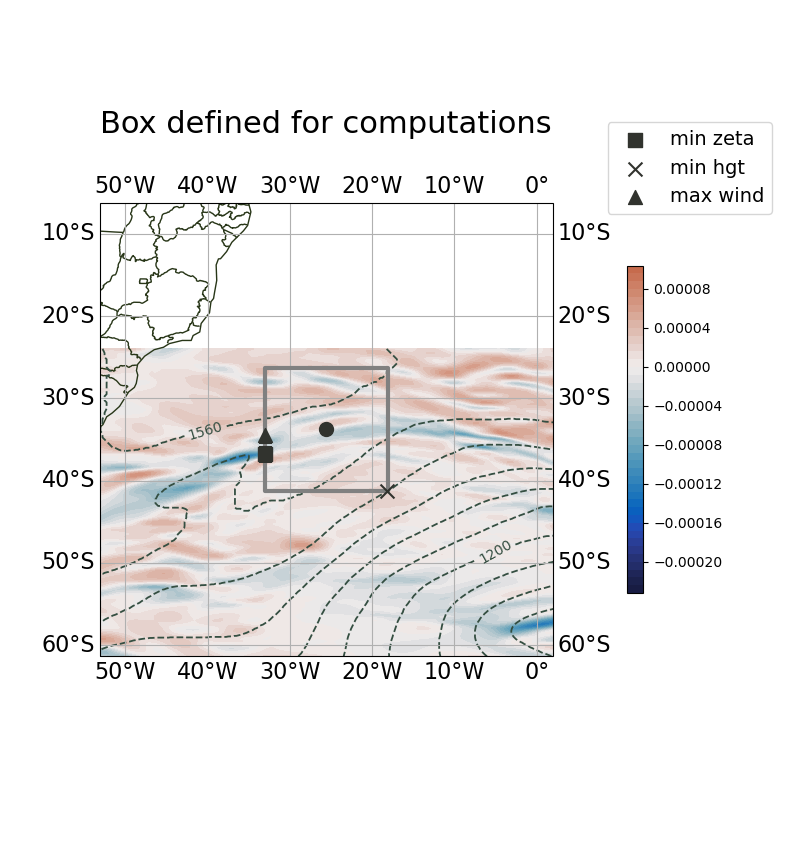 Box defined for computations
min zeta
min hgt
max wind
50°W 40°W 30°W 20°W 10°W 0°
10°S 10°S
20°S 20°S
30°S 30°S
40°S 40°S
50°S 50°S
60°S 60°S
1560
1200
50°W 40°W 30°W 20°W 10°W 0°
0.00008
0.00004
0.00000
−0.00004
−0.00008
−0.00012
−0.00016
−0.00020